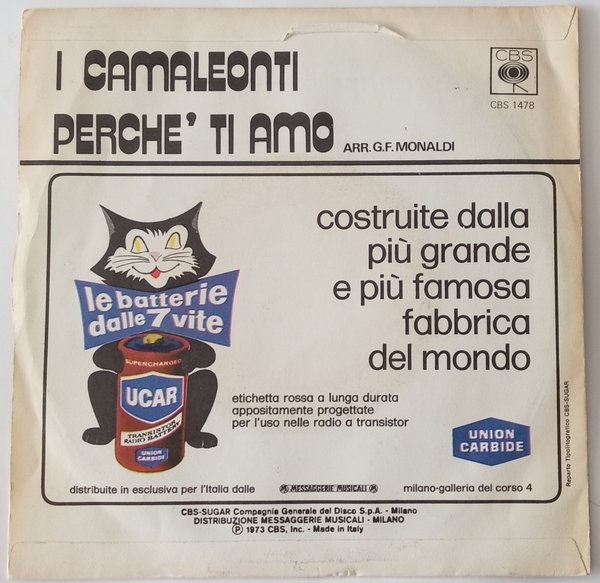 I CAMALEONTI
PERCHE' TI AMO ARR. G.F. MONALDI
CBS
CBS 1478
costruite dalla
più grande
e più famosa
fabbrica
del mondo
le batterie
dalle 7 vite
SUPERCHARGED
UCAR
TRANSISTOR
RADIO BATTERY
UNION
CARBIDE
etichetta rossa a lunga durata
appositamente progettate
per l'uso nelle radio a transistor
UNION
CARBIDE
distribuite in esclusiva per l'Italia dalle MESSAGGERIE MUSICALI milano-galleria del corso 4
Reparto Tipolitografico CBS-SUGAR
CBS-SUGAR Compagnia Generale del Disco S.p.A. - Milano
DISTRIBUZIONE MESSAGGERIE MUSICALI - MILANO
Ⓟ 1973 CBS, Inc. - Made in Italy